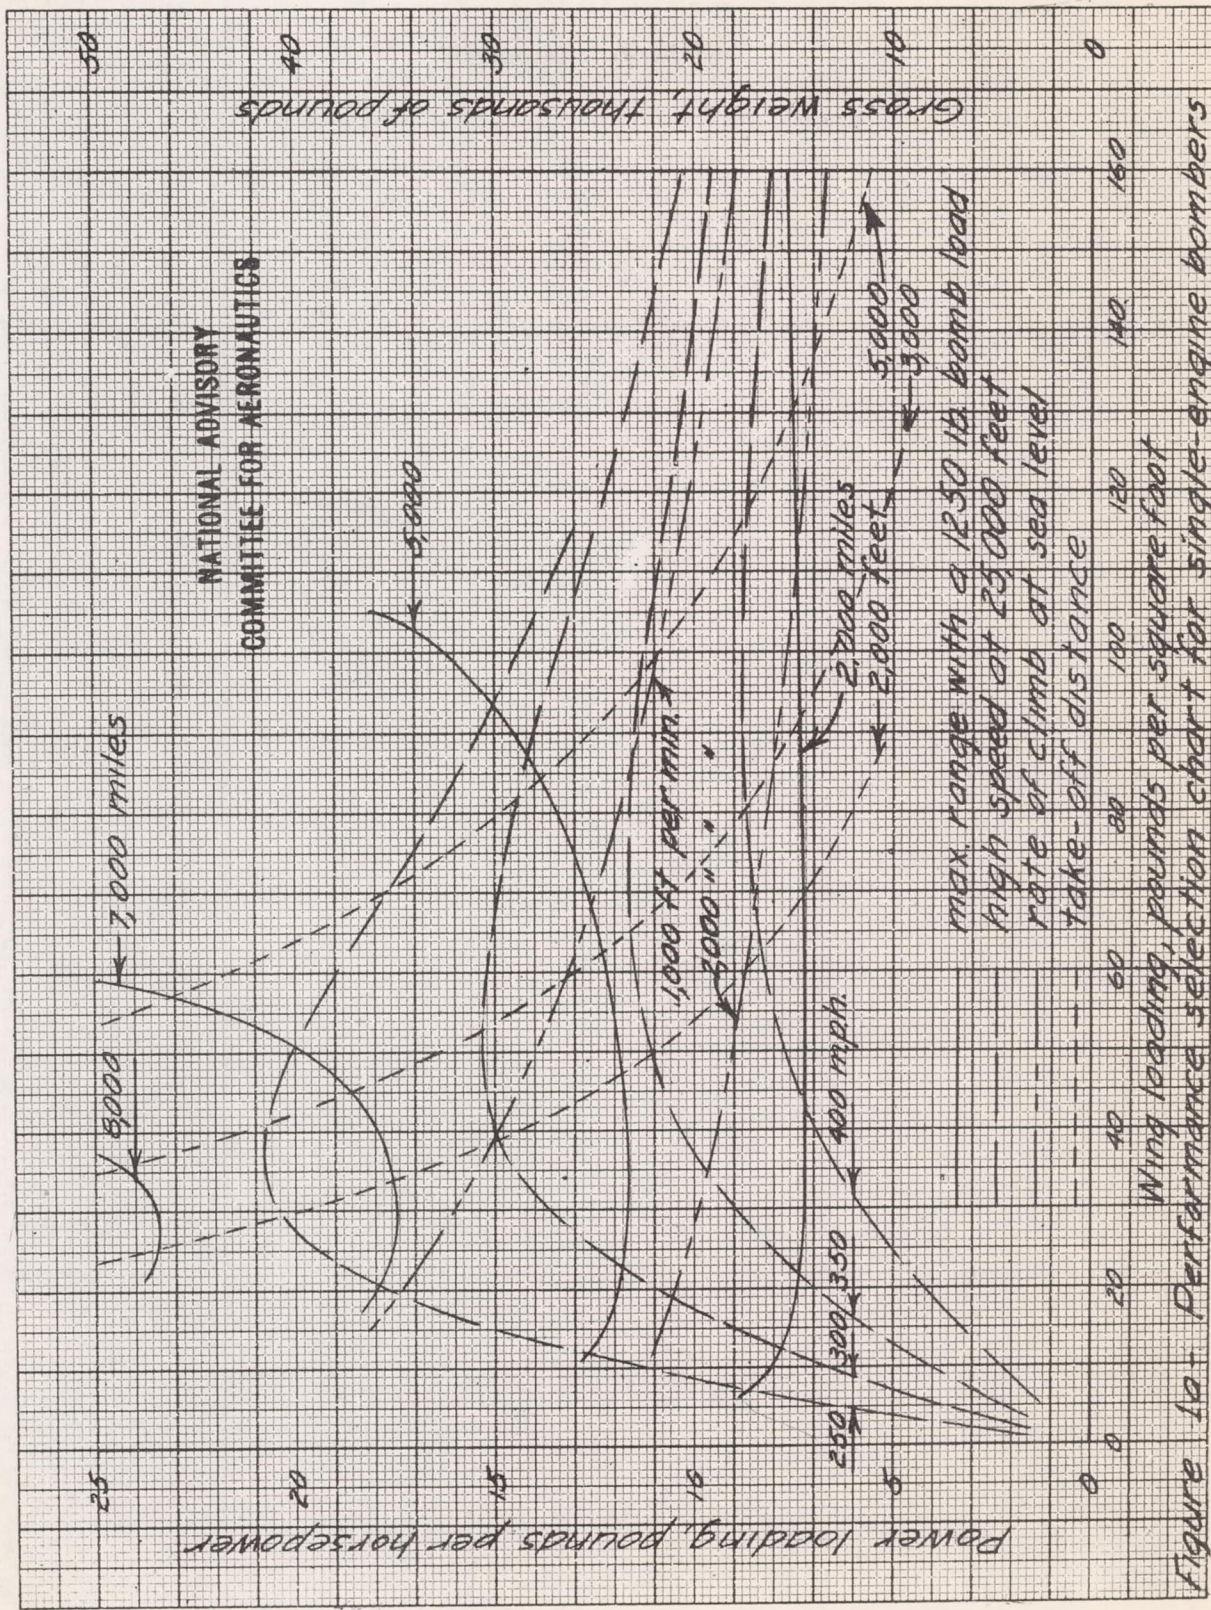 NATIONAL ADVISORY
COMMITTEE FOR AERONAUTICS
Power loading, pounds per horsepower
25
20
15
10
5
0
Gross weight, thousands of pounds
50
40
30
20
10
0
8,000
7,000 miles
5,000
1,000 ft per min.
2,000 " " "
250
300
350
400 mph.
2,000 miles
2,000 feet
5,000
3,000
max. range with a 1250 lb. bomb load
high speed at 25,000 feet
rate of climb at sea level
take-off distance
0
20
40
60
80
100
120
140
160
Wing loading, pounds per square foot
Figure 1a - Performance selection chart for single-engine bombers